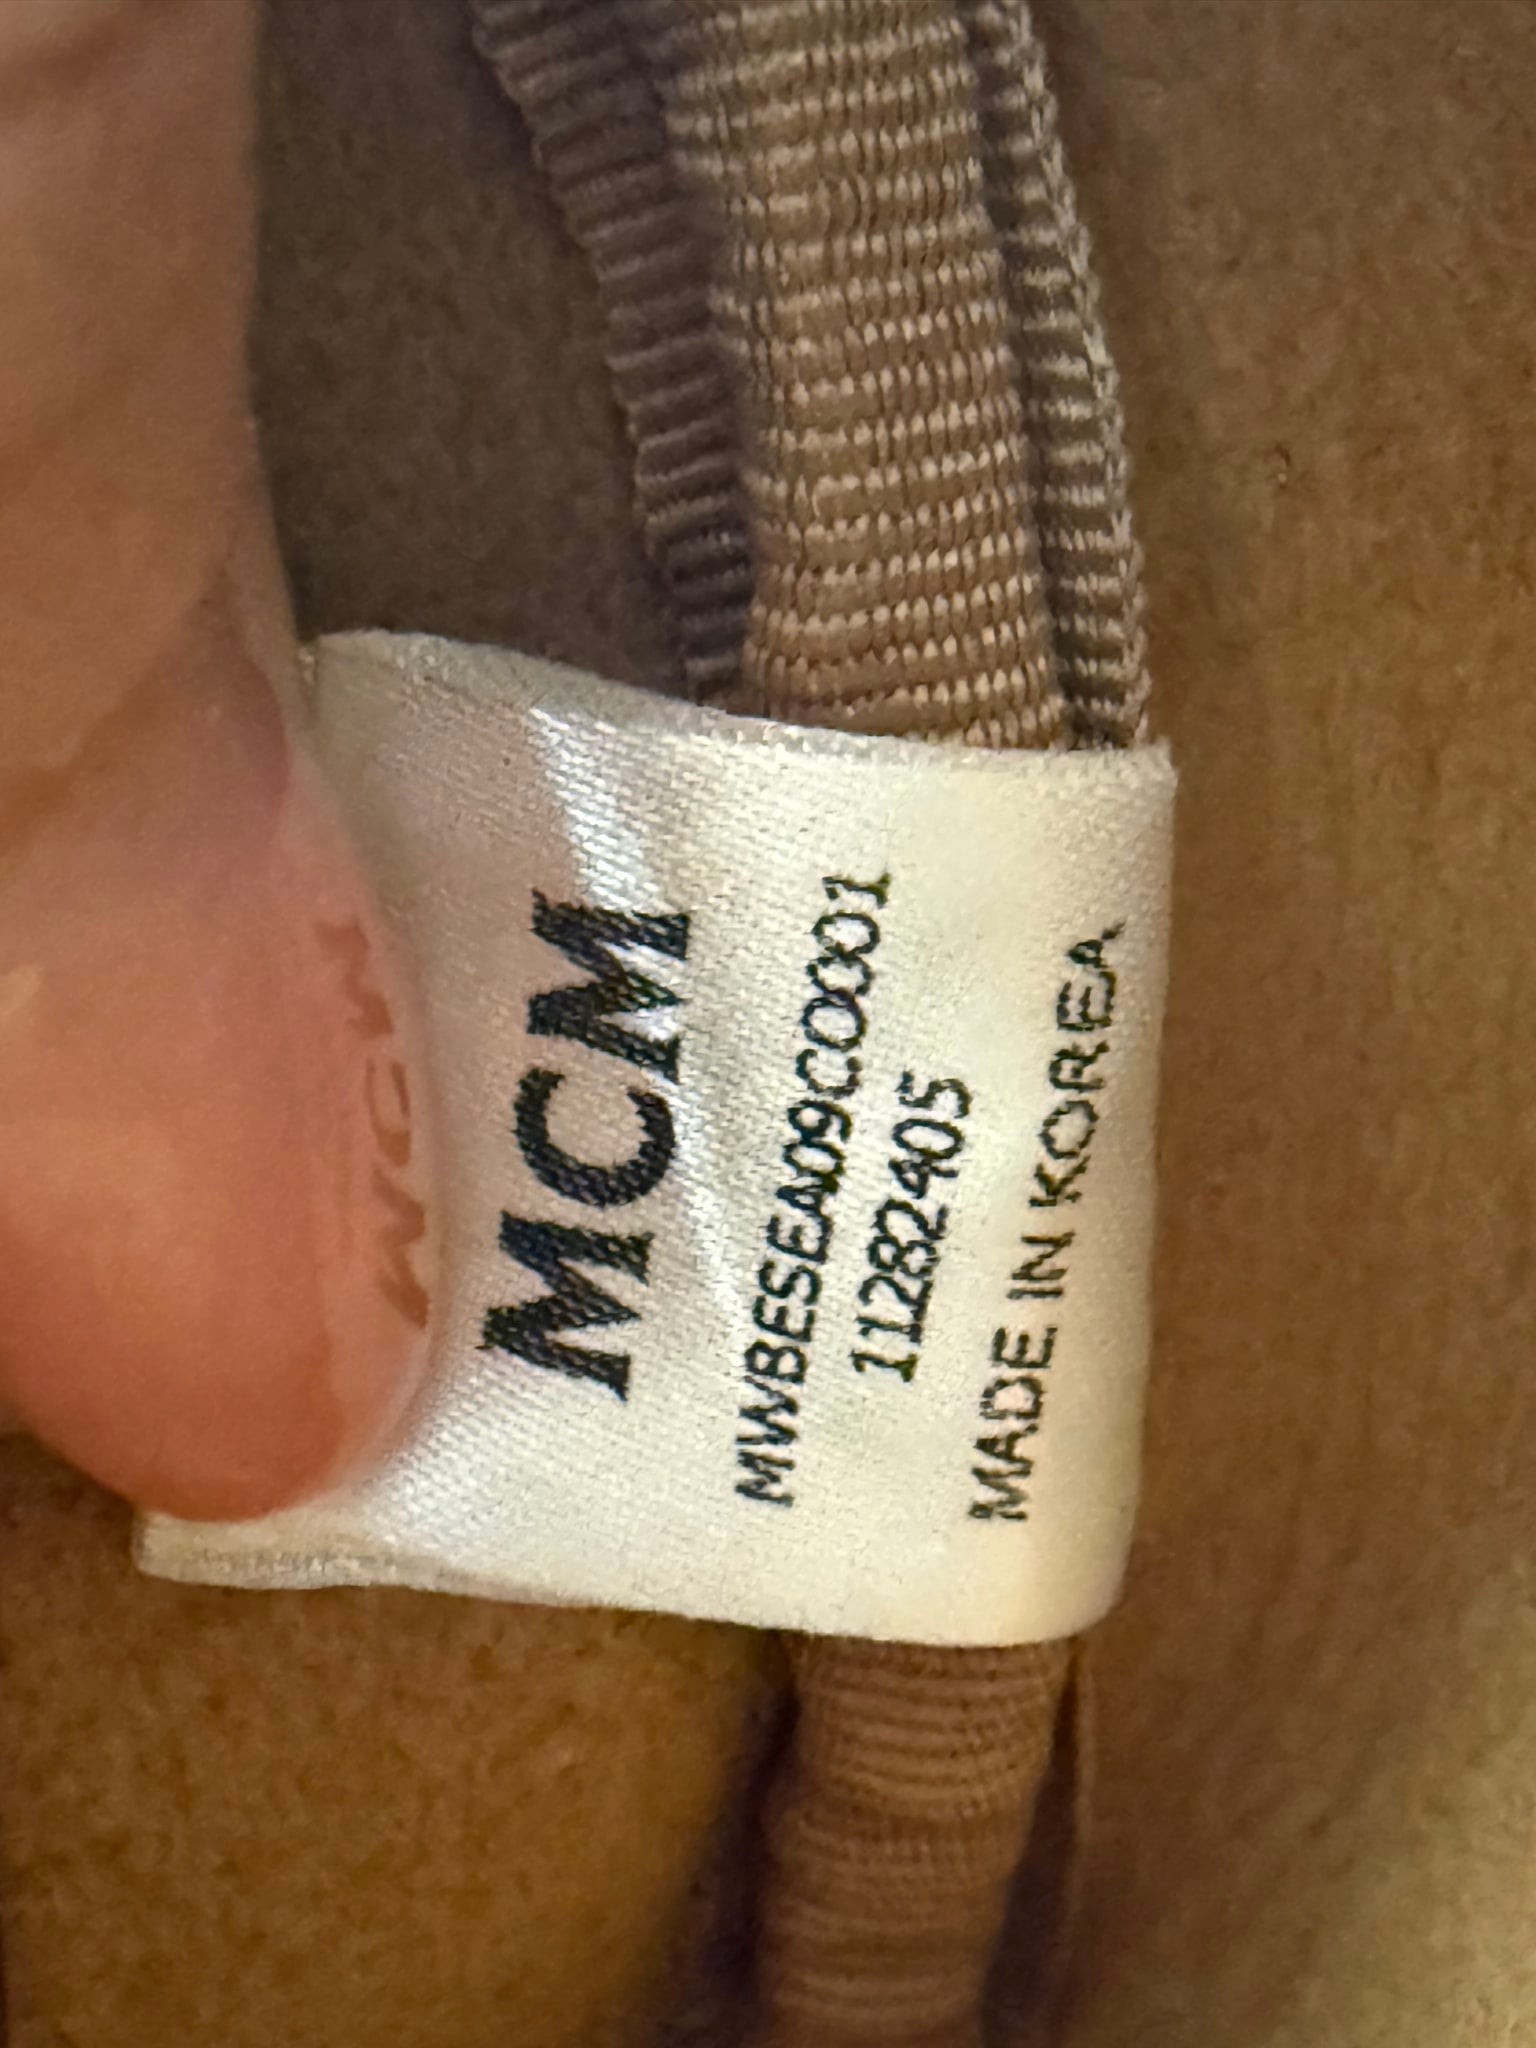 MCM
MWBESEA09CO001
11282405
MADE IN KOREA